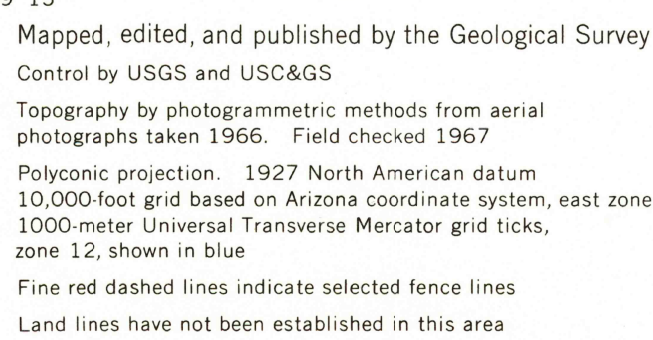 Mapped, edited, and published by the Geological Survey
Control by USGS and USC&GS
Topography by photogrammetric methods from aerial
photographs taken 1966. Field checked 1967
Polyconic projection. 1927 North American datum
10,000-foot grid based on Arizona coordinate system, east zone
1000-meter Universal Transverse Mercator grid ticks,
zone 12, shown in blue
Fine red dashed lines indicate selected fence lines
Land lines have not been established in this area